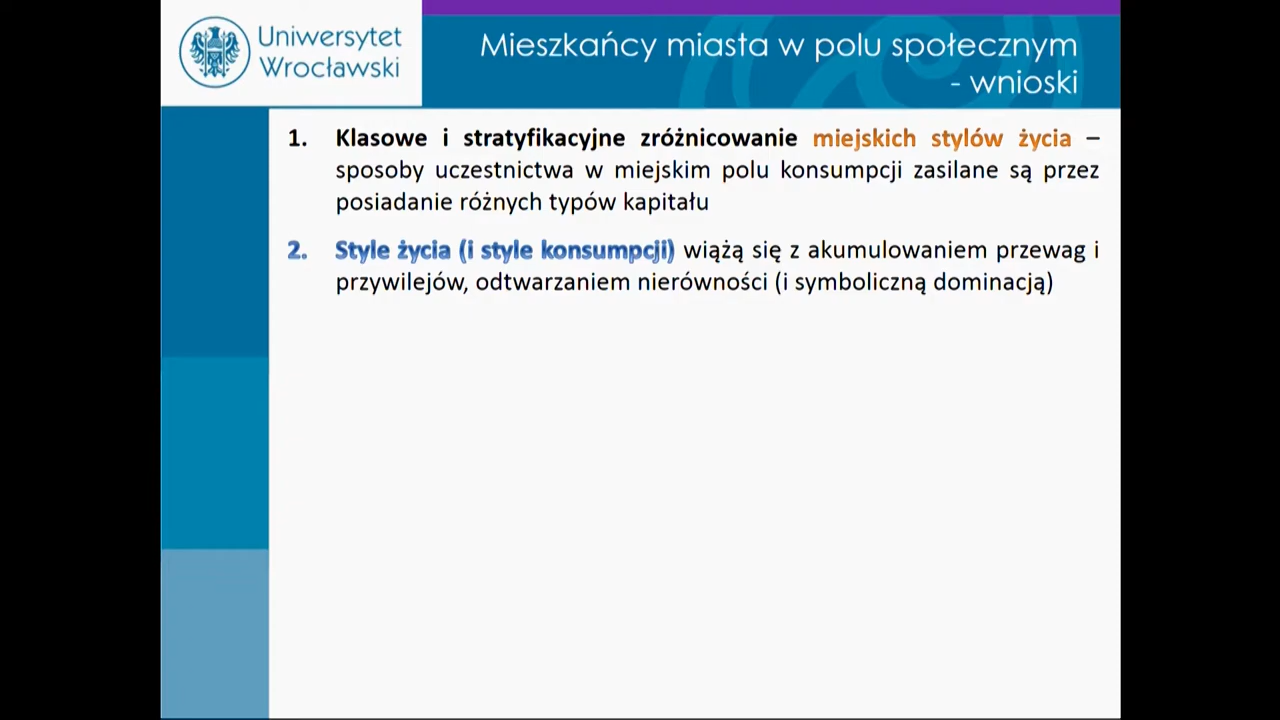 Uniwersytet
Wrocławski
Mieszkańcy miasta w polu społecznym
- wnioski
1. Klasowe i stratyfikacyjne zróżnicowanie miejskich stylów życia –
sposoby uczestnictwa w miejskim polu konsumpcji zasilane są przez
posiadanie różnych typów kapitału
2. Style życia (i style konsumpcji) wiążą się z akumulowaniem przewag i
przywilejów, odtwarzaniem nierówności (i symboliczną dominacją)